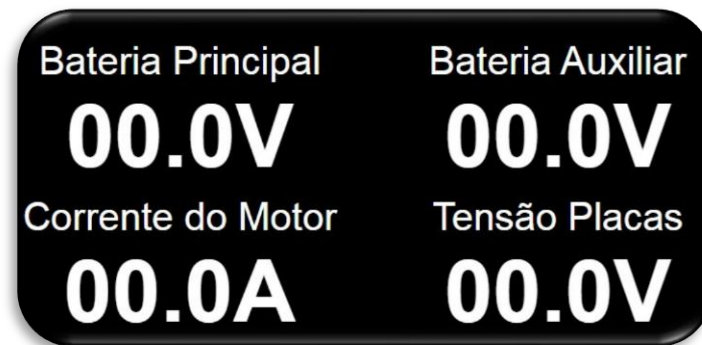 Bateria Principal
Bateria Auxiliar
00.0V
00.0V
Corrente do Motor
Tensão Placas
00.0A
00.0V